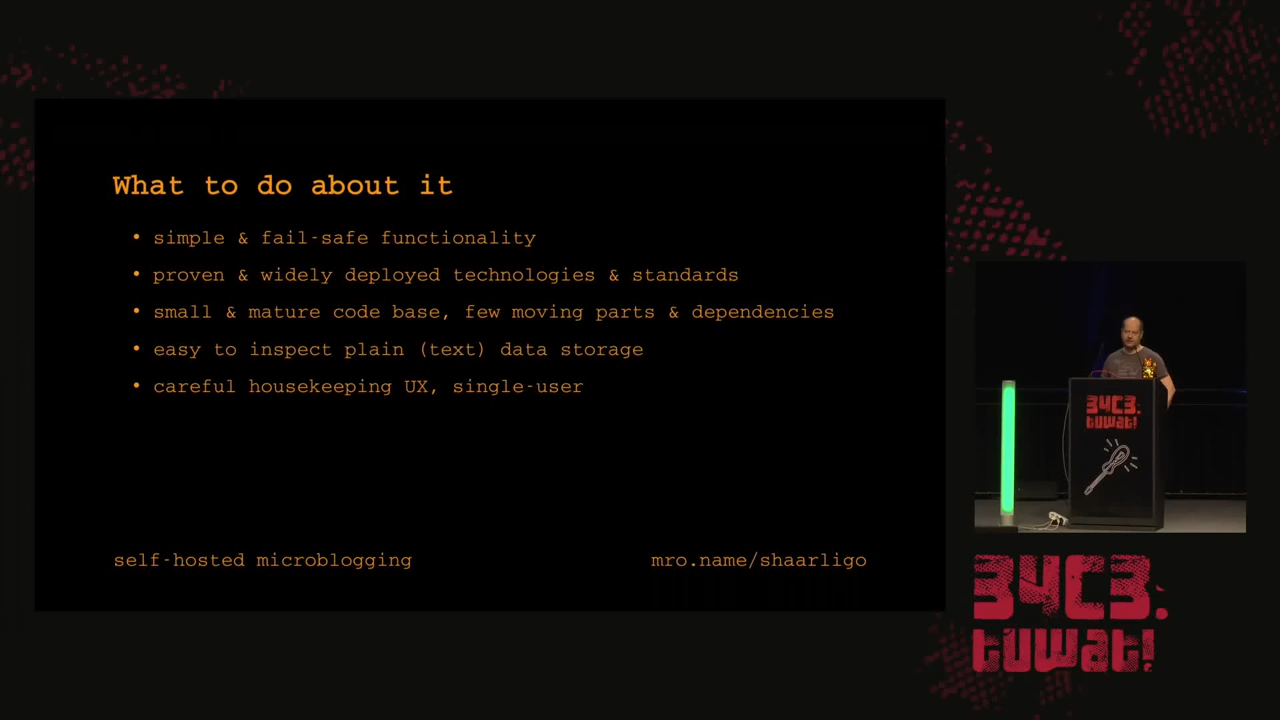 What to do about it
• simple & fail-safe functionality
• proven & widely deployed technologies & standards
• small & mature code base, few moving parts & dependencies
• easy to inspect plain (text) data storage
• careful housekeeping UX, single-user
self-hosted microblogging
mro.name/shaarligo
34C3.
tuwat!
34C3.
tuwat!